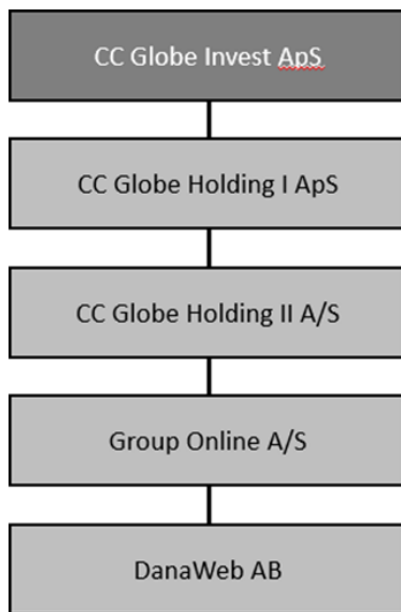 CC Globe Invest ApS
CC Globe Holding I ApS
CC Globe Holding II A/S
Group Online A/S
DanaWeb AB